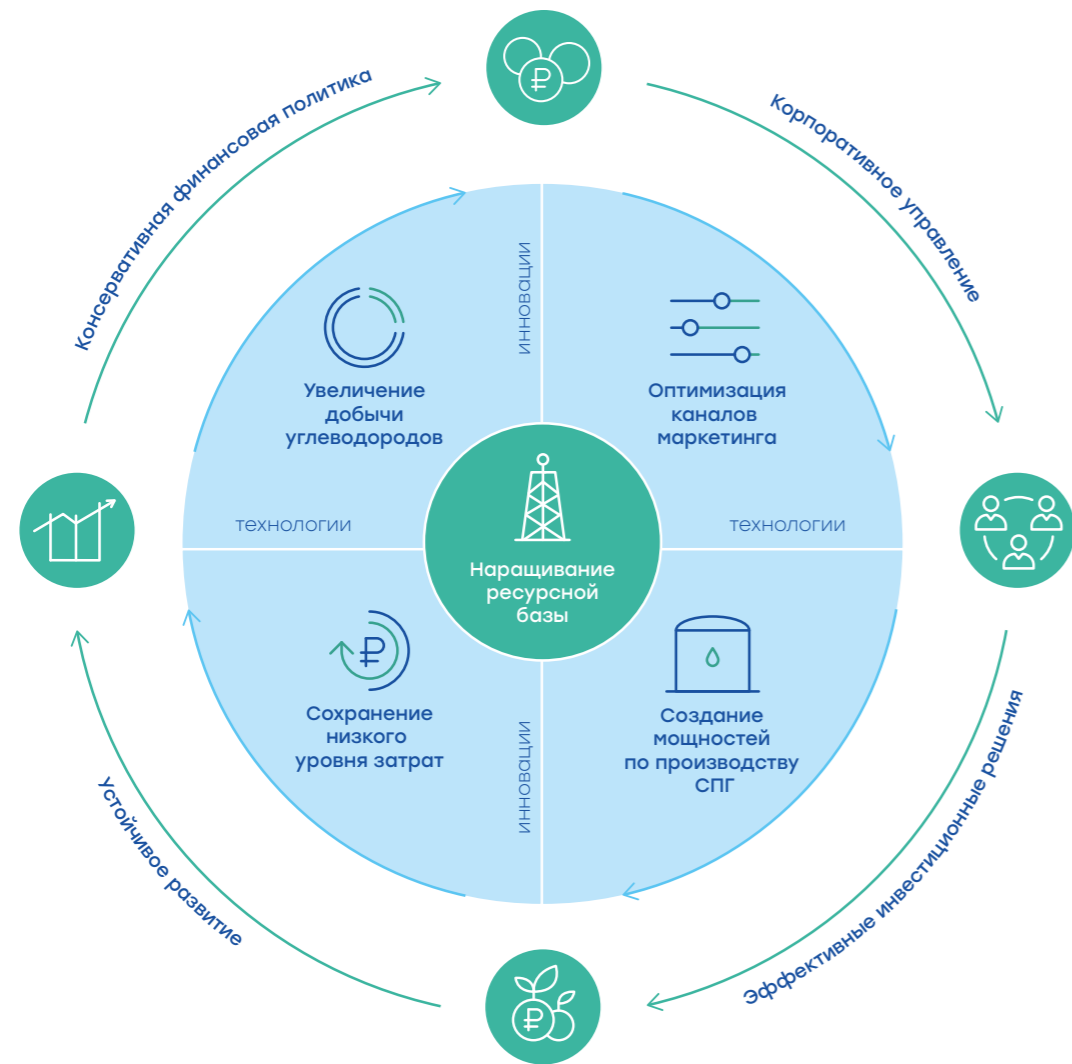 Консервативная финансовая политика
Корпоративное управление
инновации
Увеличение
добычи
углеводородов
Оптимизация
каналов
маркетинга
технологии
технологии
Наращивание
ресурсной
базы
Сохранение
низкого
уровня затрат
инновации
Создание
мощностей
по производству
СПГ
Устойчивое развитие
Эффективные инвестиционные решения